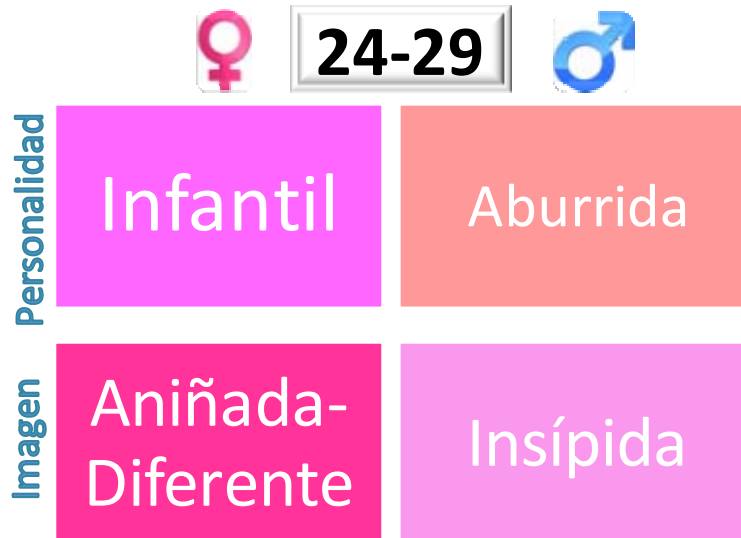 24-29
Personalidad
Infantil
Aburrida
Imagen
Aniñada-
Diferente
Insípida